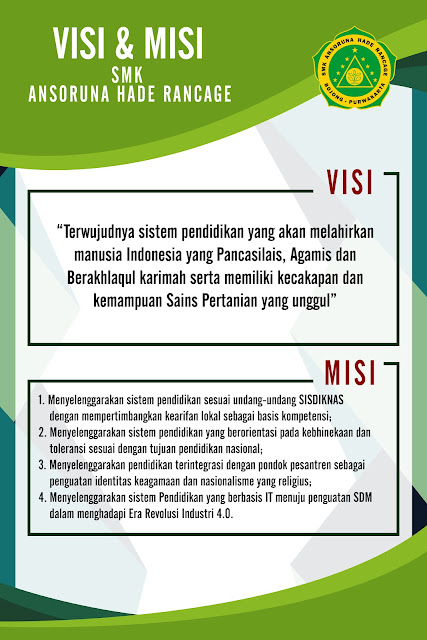 VISI & MISI
SMK
ANSORUNA HADE RANCAGE
SMK ANSORUNA HADE RANCAGE
BOJONG - PURWAKARTA
VISI
“Terwujudnya sistem pendidikan yang akan melahirkan
manusia Indonesia yang Pancasilais, Agamis dan
Berakhlaqul karimah serta memiliki kecakapan dan
kemampuan Sains Pertanian yang unggul”
MISI
1. Menyelenggarakan sistem pendidikan sesuai undang-undang SISDIKNAS
dengan mempertimbangkan kearifan lokal sebagai basis kompetensi;
2. Menyelenggarakan sistem pendidikan yang berorientasi pada kebhinekaan dan
toleransi sesuai dengan tujuan pendidikan nasional;
3. Menyelenggarakan pendidikan terintegrasi dengan pondok pesantren sebagai
penguatan identitas keagamaan dan nasionalisme yang religius;
4. Menyelenggarakan sistem Pendidikan yang berbasis IT menuju penguatan SDM
dalam menghadapi Era Revolusi Industri 4.0.